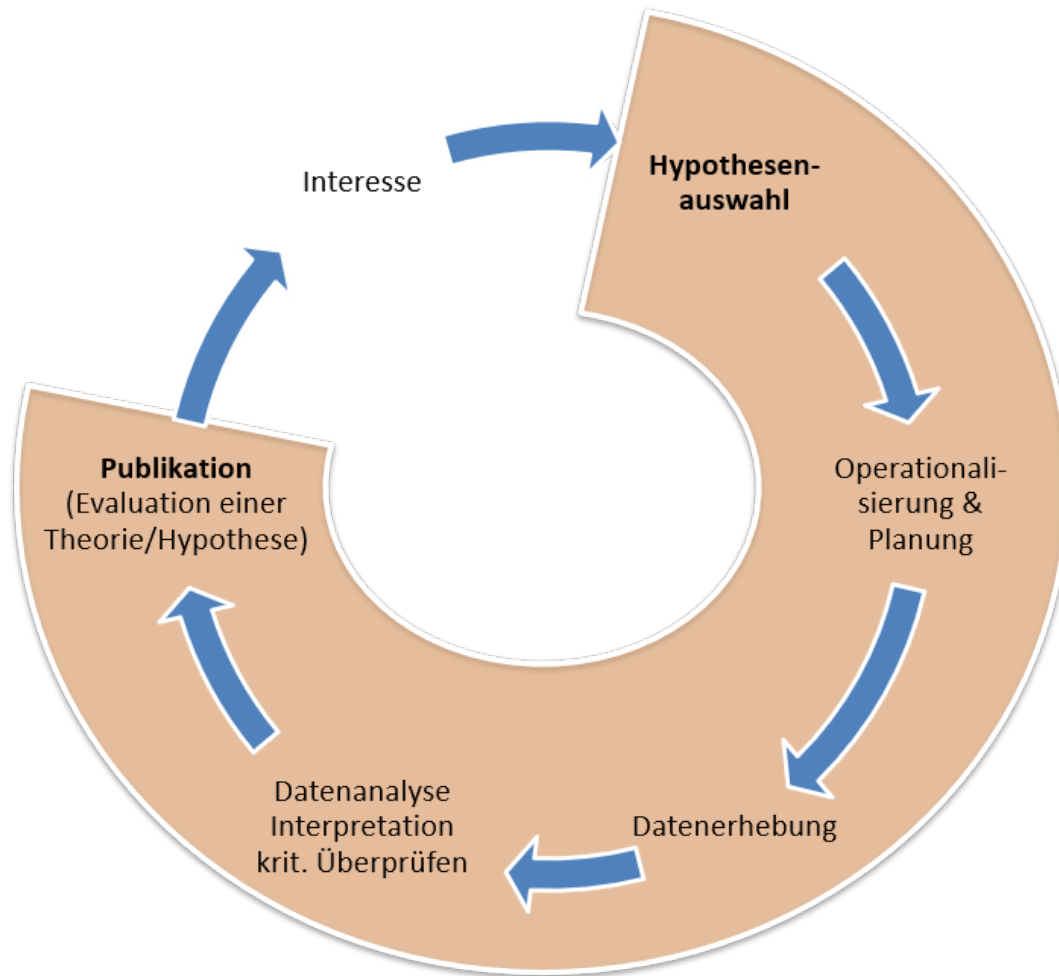 Interesse
Hypothesen-
auswahl
Operationali-
sierung &
Planung
Datenerhebung
Datenanalyse
Interpretation
krit. Überprüfen
Publikation
(Evaluation einer
Theorie/Hypothese)